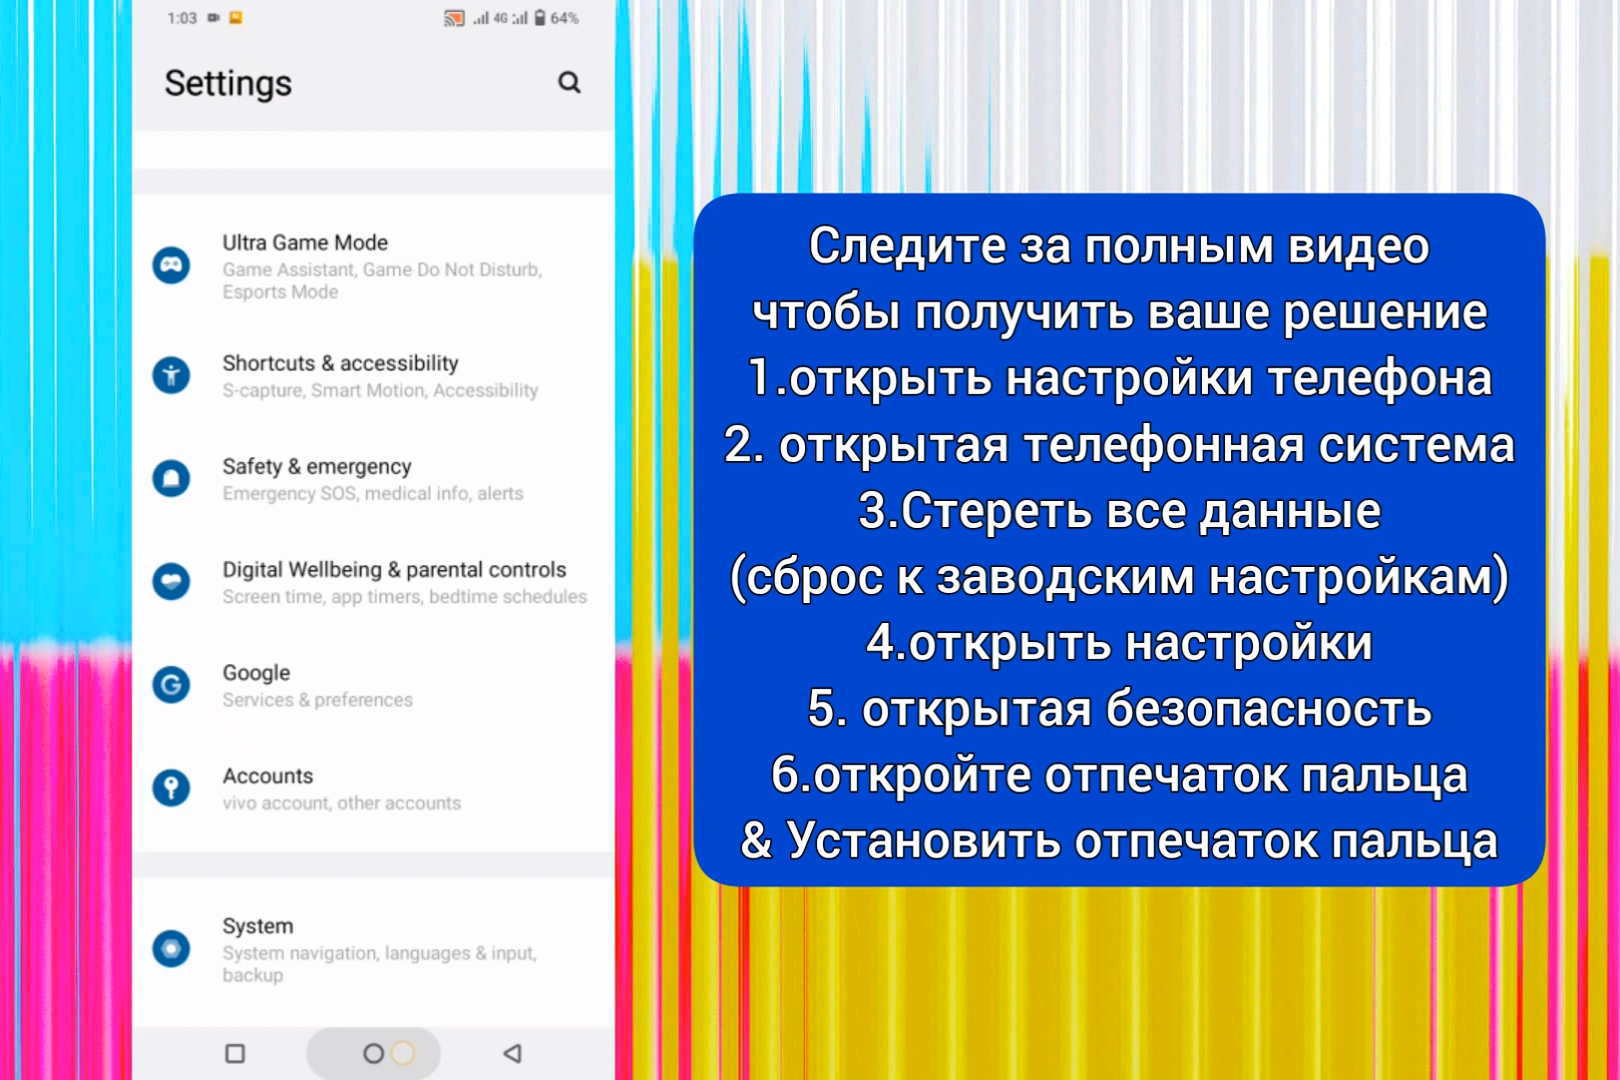 1:03
4G
64%
Settings
Ultra Game Mode
Game Assistant, Game Do Not Disturb,
Esports Mode
Shortcuts & accessibility
S-capture, Smart Motion, Accessibility
Safety & emergency
Emergency SOS, medical info, alerts
Digital Wellbeing & parental controls
Screen time, app timers, bedtime schedules
Google
Services & preferences
Accounts
vivo account, other accounts
System
System navigation, languages & input,
backup
Следите за полным видео
чтобы получить ваше решение
1.открыть настройки телефона
2. открытая телефонная система
3.Стереть все данные
(сброс к заводским настройкам)
4.открыть настройки
5. открытая безопасность
6.откройте отпечаток пальца
& Установить отпечаток пальца